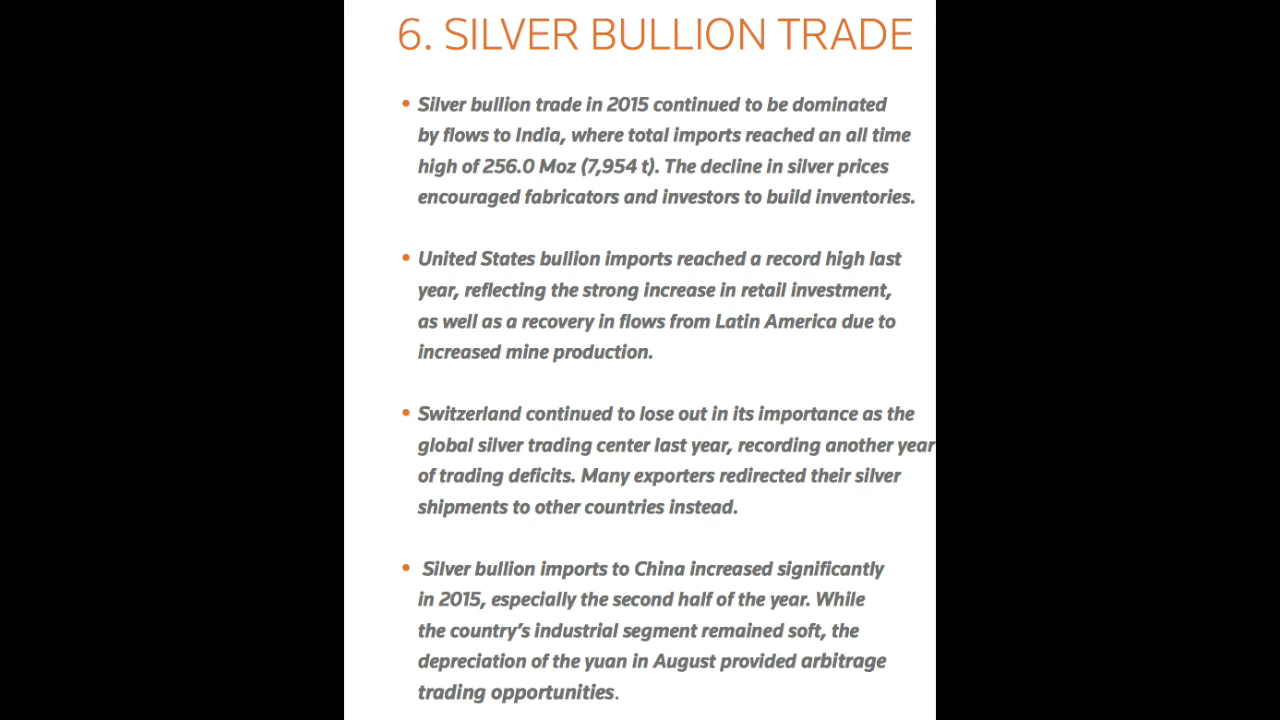 6. SILVER BULLION TRADE
• Silver bullion trade in 2015 continued to be dominated
by flows to India, where total imports reached an all time
high of 256.0 Moz (7,954 t). The decline in silver prices
encouraged fabricators and investors to build inventories.
• United States bullion imports reached a record high last
year, reflecting the strong increase in retail investment,
as well as a recovery in flows from Latin America due to
increased mine production.
• Switzerland continued to lose out in its importance as the
global silver trading center last year, recording another year
of trading deficits. Many exporters redirected their silver
shipments to other countries instead.
• Silver bullion imports to China increased significantly
in 2015, especially the second half of the year. While
the country’s industrial segment remained soft, the
depreciation of the yuan in August provided arbitrage
trading opportunities.